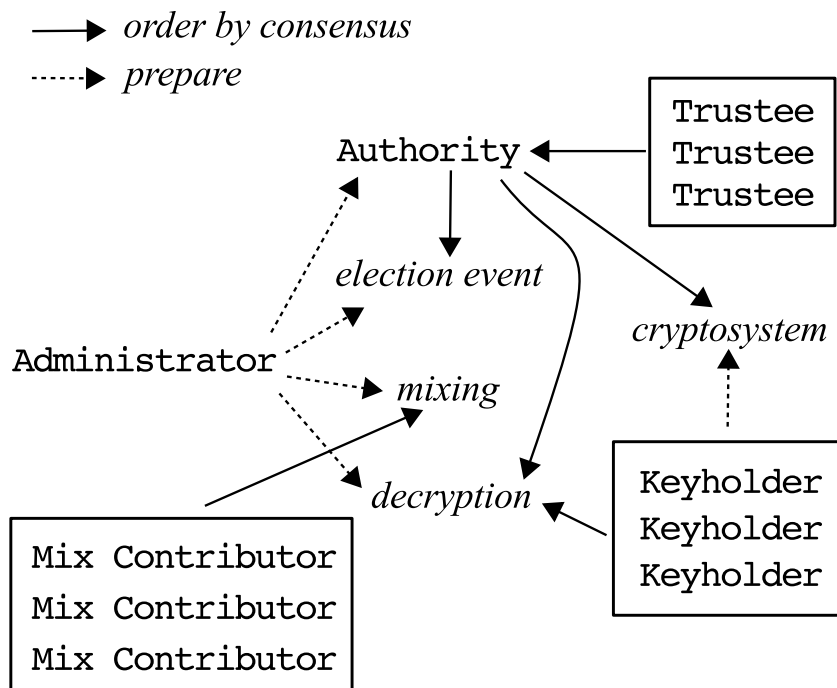 order by consensus
prepare
Trustee
Trustee
Trustee
Authority
election event
cryptosystem
Administrator
mixing
decryption
Keyholder
Keyholder
Keyholder
Mix Contributor
Mix Contributor
Mix Contributor